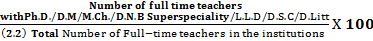 Number of full time teachers
withPh.D./D.M/M.Ch./D.N.B Superspeciality/L.L.D/D.S.C/D.Litt
X 100
(2.2) Total Number of Full−time teachers in the institutions